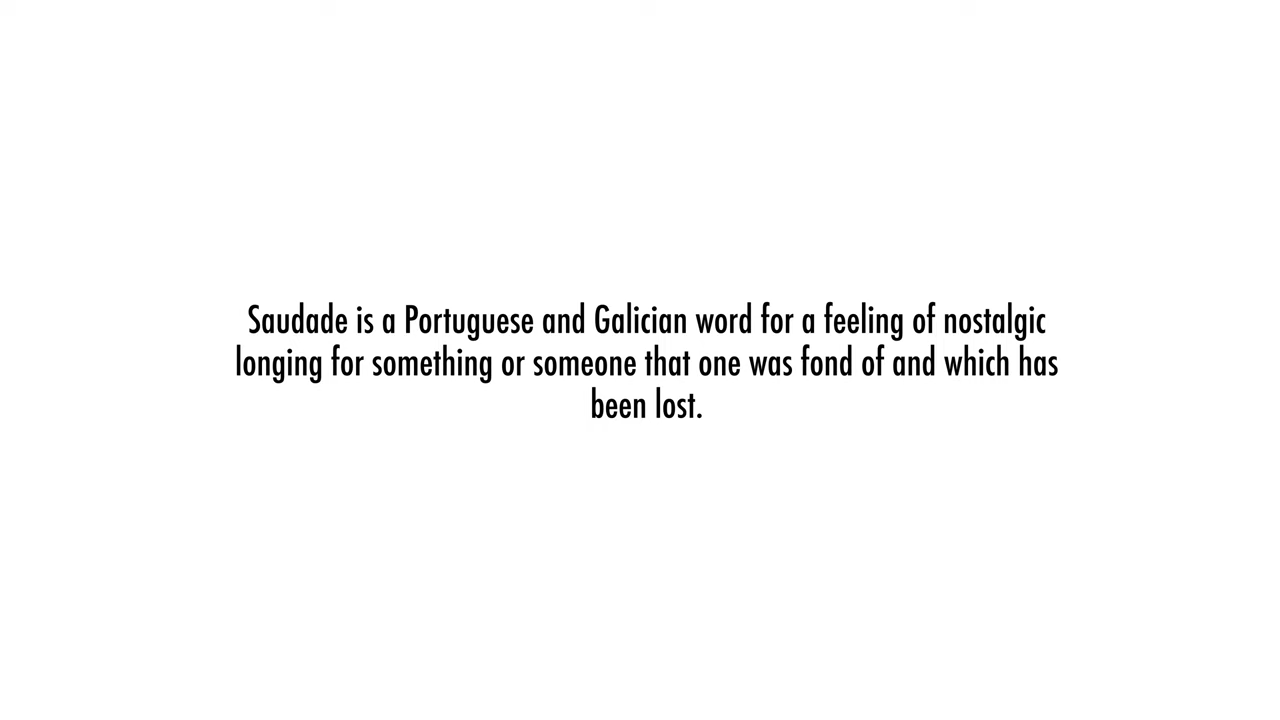 Saudade is a Portuguese and Galician word for a feeling of nostalgic
longing for something or someone that one was fond of and which has
been lost.